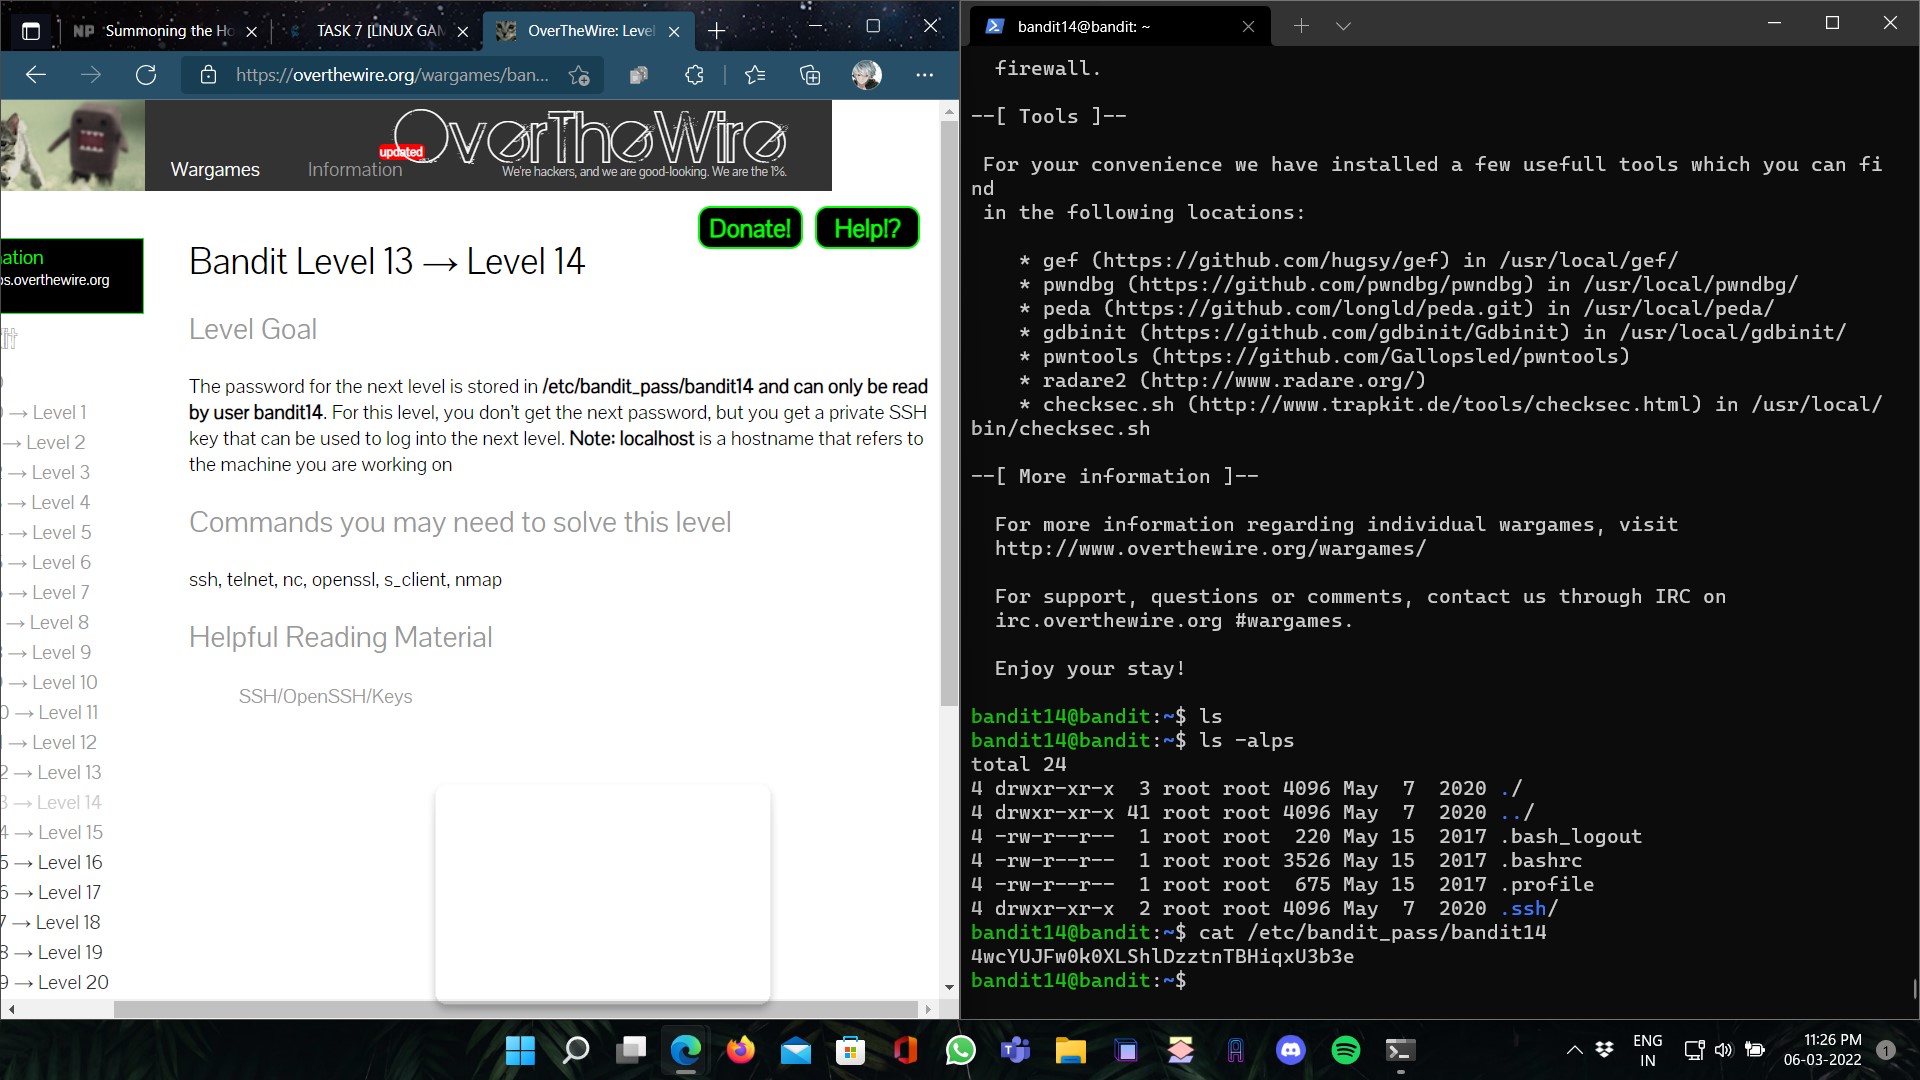 NP Summoning the Ho
TASK 7 [LINUX GAM
OverTheWire: Level
https://overthewire.org/wargames/ban...
Wargames
Information
updated
OverTheWire
We're hackers, and we are good-looking. We are the 1%.
Donate!
Help!?
ation
os.overthewire.org
→ Level 1
→ Level 2
→ Level 3
→ Level 4
→ Level 5
→ Level 6
→ Level 7
→ Level 8
→ Level 9
→ Level 10
0 → Level 11
1 → Level 12
2 → Level 13
3 → Level 14
4 → Level 15
5 → Level 16
6 → Level 17
7 → Level 18
8 → Level 19
9 → Level 20
Bandit Level 13 → Level 14
Level Goal
The password for the next level is stored in /etc/bandit_pass/bandit14 and can only be read
by user bandit14. For this level, you don't get the next password, but you get a private SSH
key that can be used to log into the next level. Note: localhost is a hostname that refers to
the machine you are working on
Commands you may need to solve this level
ssh, telnet, nc, openssl, s_client, nmap
Helpful Reading Material
SSH/OpenSSH/Keys
bandit14@bandit: ~
firewall.
--[ Tools ]--
For your convenience we have installed a few usefull tools which you can fi
nd
in the following locations:
* gef (https://github.com/hugsy/gef) in /usr/local/gef/
* pwndbg (https://github.com/pwndbg/pwndbg) in /usr/local/pwndbg/
* peda (https://github.com/longld/peda.git) in /usr/local/peda/
* gdbinit (https://github.com/gdbinit/Gdbinit) in /usr/local/gdbinit/
* pwntools (https://github.com/Gallopsled/pwntools)
* radare2 (http://www.radare.org/)
* checksec.sh (http://www.trapkit.de/tools/checksec.html) in /usr/local/
bin/checksec.sh
--[ More information ]--
For more information regarding individual wargames, visit
http://www.overthewire.org/wargames/
For support, questions or comments, contact us through IRC on
irc.overthewire.org #wargames.
Enjoy your stay!
bandit14@bandit:~$ ls
bandit14@bandit:~$ ls -alps
total 24
4 drwxr-xr-x  3 root root 4096 May  7  2020 ./
4 drwxr-xr-x 41 root root 4096 May  7  2020 ../
4 -rw-r--r--  1 root root  220 May 15  2017 .bash_logout
4 -rw-r--r--  1 root root 3526 May 15  2017 .bashrc
4 -rw-r--r--  1 root root  675 May 15  2017 .profile
4 drwxr-xr-x  2 root root 4096 May  7  2020 .ssh/
bandit14@bandit:~$ cat /etc/bandit_pass/bandit14
4wcYUJFw0k0XLShlDzztnTBHiqxU3b3e
bandit14@bandit:~$
ENG
IN
11:26 PM
06-03-2022
1